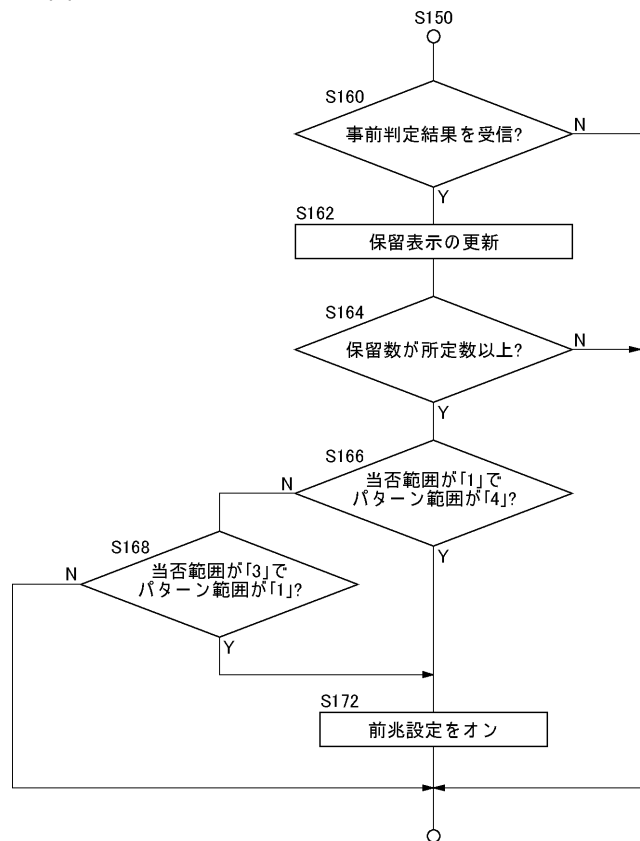 S150
S160
事前判定結果を受信?
N
Y
S162
保留表示の更新
S164
保留数が所定数以上?
N
Y
S166
当否範囲が「1」で
パターン範囲が「4」?
N
Y
S168
当否範囲が「3」で
パターン範囲が「1」?
N
Y
S172
前兆設定をオン